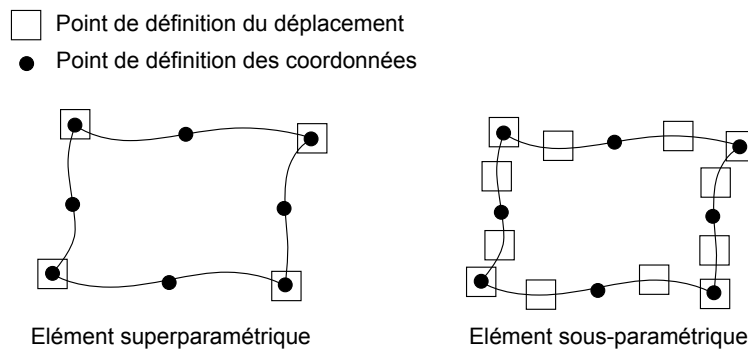 Point de définition du déplacement
Point de définition des coordonnées
Elément superparamétrique
Elément sous-paramétrique